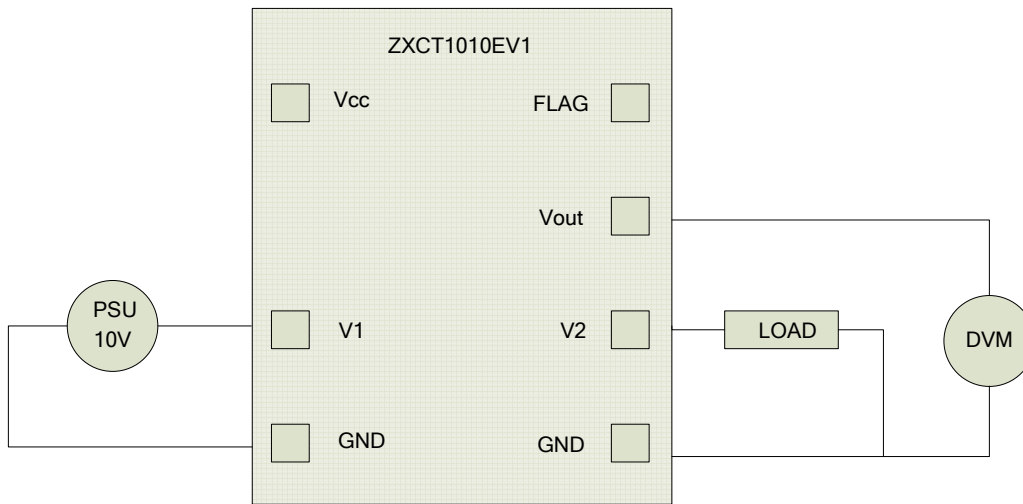 ZXCT1010EV1
Vcc
FLAG
Vout
PSU
10V
V1
V2
LOAD
DVM
GND
GND